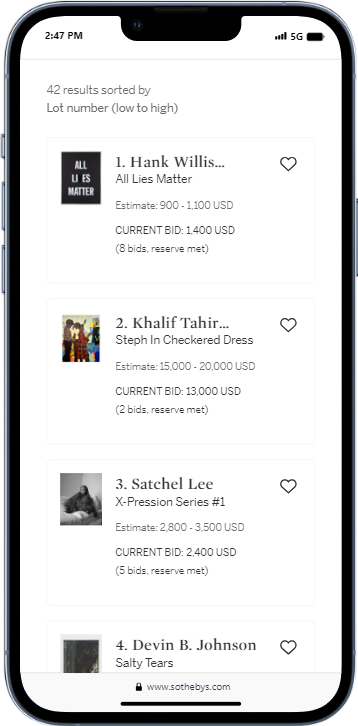 2:47 PM
5G
42 results sorted by
Lot number (low to high)
ALL
LI ES
MATTER
1. Hank Willis...
All Lies Matter
Estimate: 900 - 1,100 USD
CURRENT BID: 1,400 USD
(8 bids, reserve met)
2. Khalif Tahir...
Steph In Checkered Dress
Estimate: 15,000 - 20,000 USD
CURRENT BID: 13,000 USD
(2 bids, reserve met)
3. Satchel Lee
X-Pression Series #1
Estimate: 2,800 - 3,500 USD
CURRENT BID: 2,400 USD
(5 bids, reserve met)
4. Devin B. Johnson
Salty Tears
www.sothebys.com